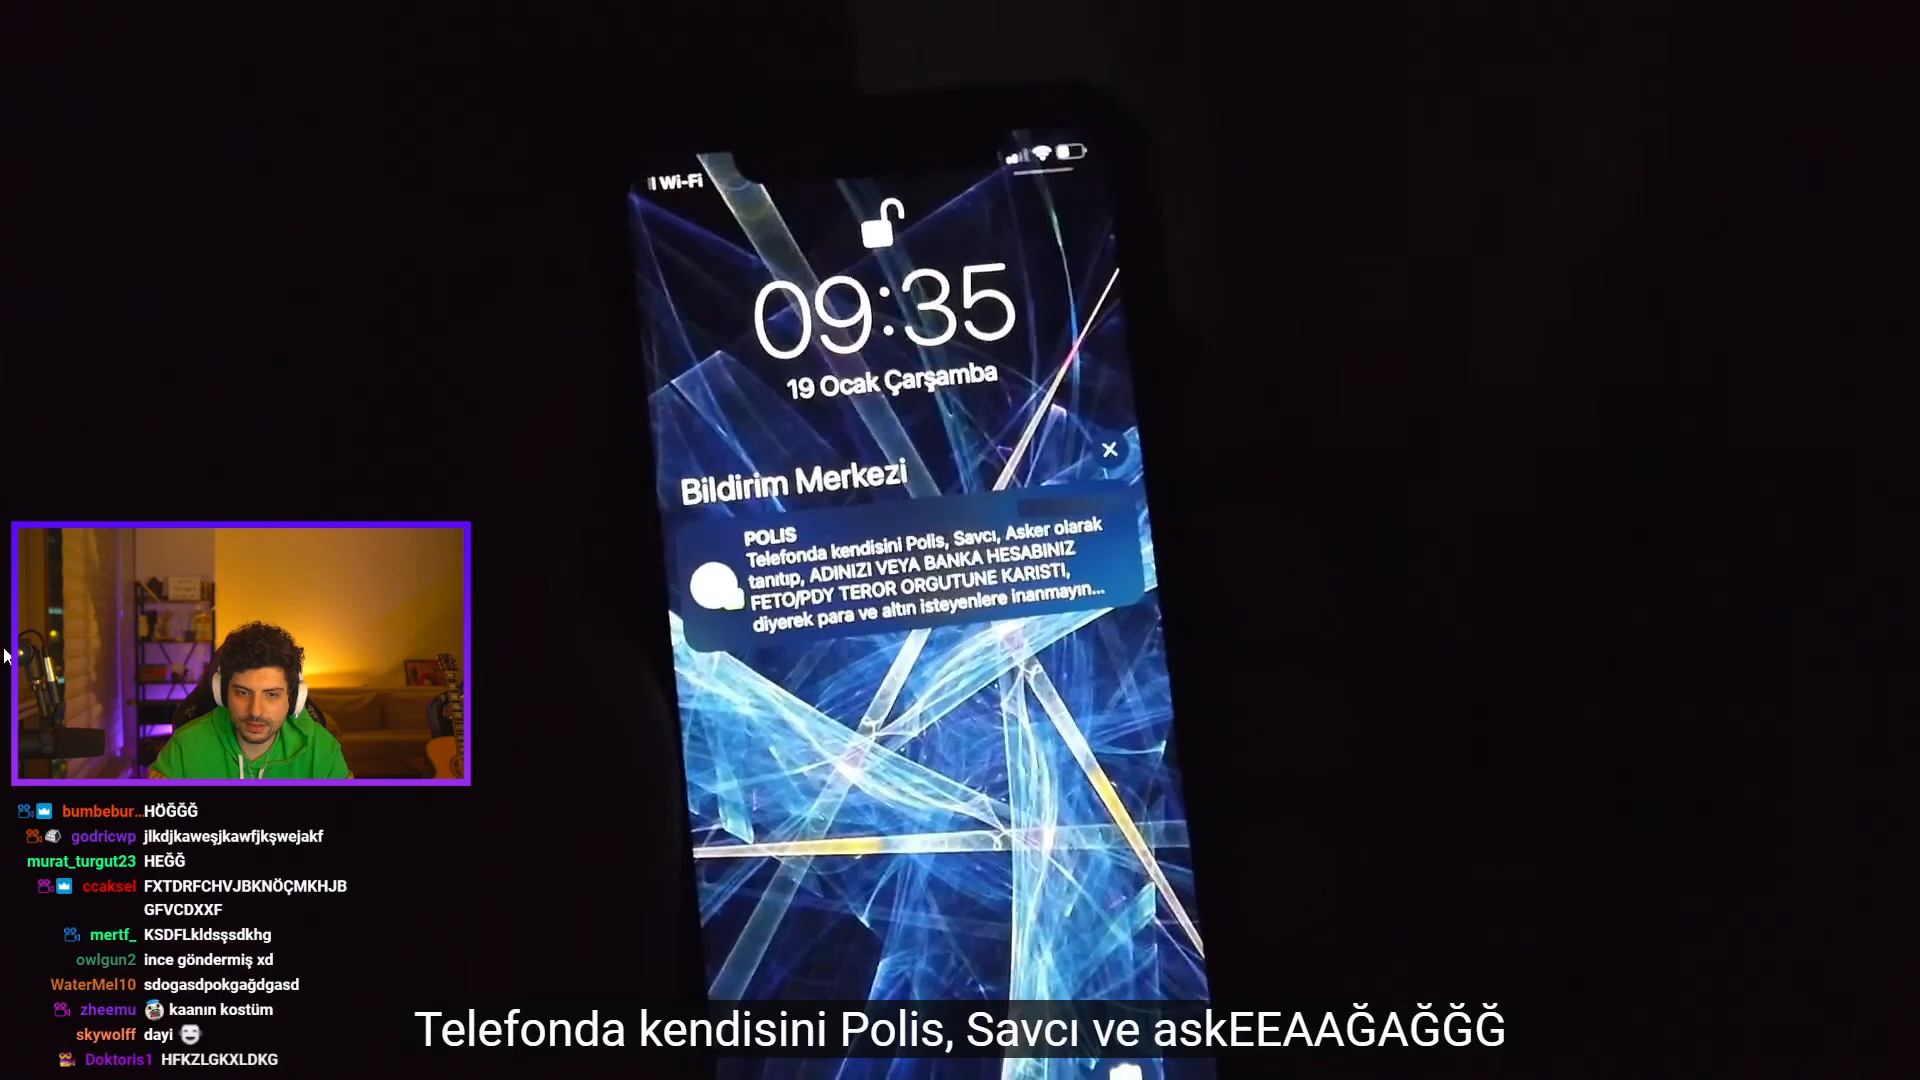 Wi-Fi
09:35
19 Ocak Çarşamba
Bildirim Merkezi
POLIS
Telefonda kendisini Polis, Savcı, Asker olarak
tanıtıp, ADINIZI VEYA BANKA HESABINIZ
FETO/PDY TEROR ORGUTUNE KARISTI,
diyerek para ve altın isteyenlere inanmayın...
bumbebur...HÖĞĞĞ
godricwp jlkdjkaweşjkawfjkşwejakf
murat_turgut23 HEĞĞ
ccaksel FXTDRFCHVJBKNÖÇMKHJB
GFVCDXXF
mertf_ KSDFLkldsşsdkhg
owlgun2 ince göndermiş xd
WaterMel10 sdogasdpokgağdgasd
zheemu kaanın kostüm
skywolff dayi
Doktoris1 HFKZLGKXLDKG
Telefonda kendisini Polis, Savcı ve askEEAAĞAĞĞĞ